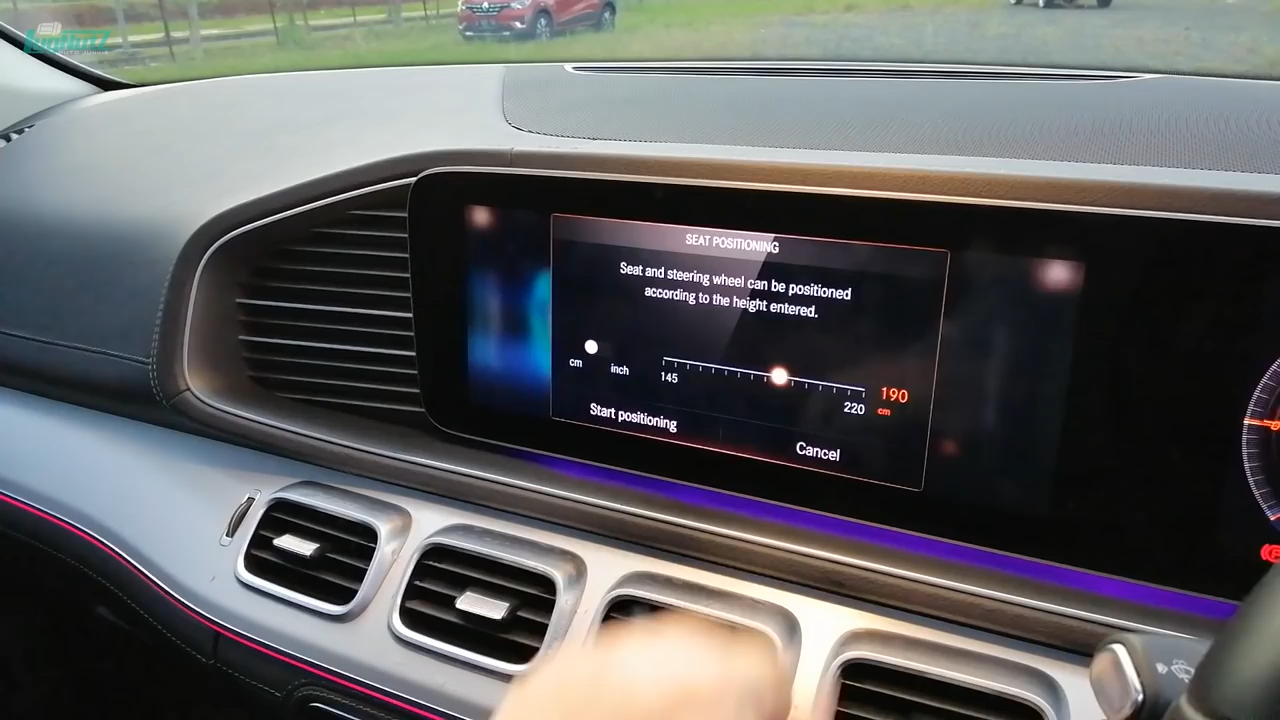 SEAT POSITIONING
Seat and steering wheel can be positioned
according to the height entered.
cm
inch
145
220
190
cm
Start positioning
Cancel